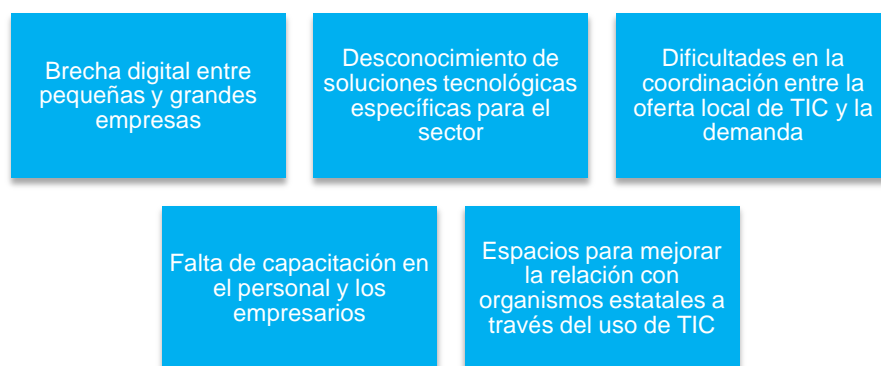 Brecha digital entre
pequeñas y grandes
empresas
Desconocimiento de
soluciones tecnológicas
específicas para el
sector
Dificultades en la
coordinación entre la
oferta local de TIC y la
demanda
Falta de capacitación en
el personal y los
empresarios
Espacios para mejorar
la relación con
organismos estatales a
través del uso de TIC